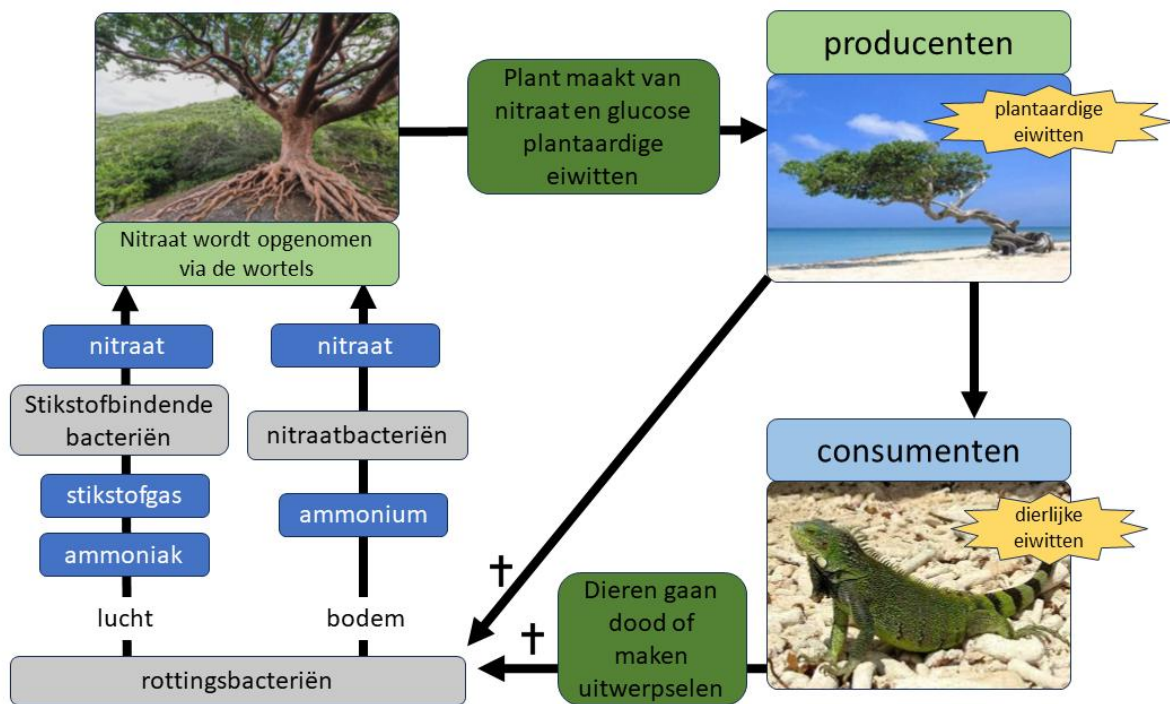 producenten
Plant maakt van
nitraat en glucose
plantaardige
eiwitten
plantaardige
eiwitten
Nitraat wordt opgenomen
via de wortels
nitraat
nitraat
Stikstofbindende
bacteriën
nitraatbacteriën
stikstofgas
ammonium
ammoniak
lucht
bodem
rottingsbacteriën
consumenten
dierlijke
eiwitten
Dieren gaan
dood of
maken
uitwerpselen